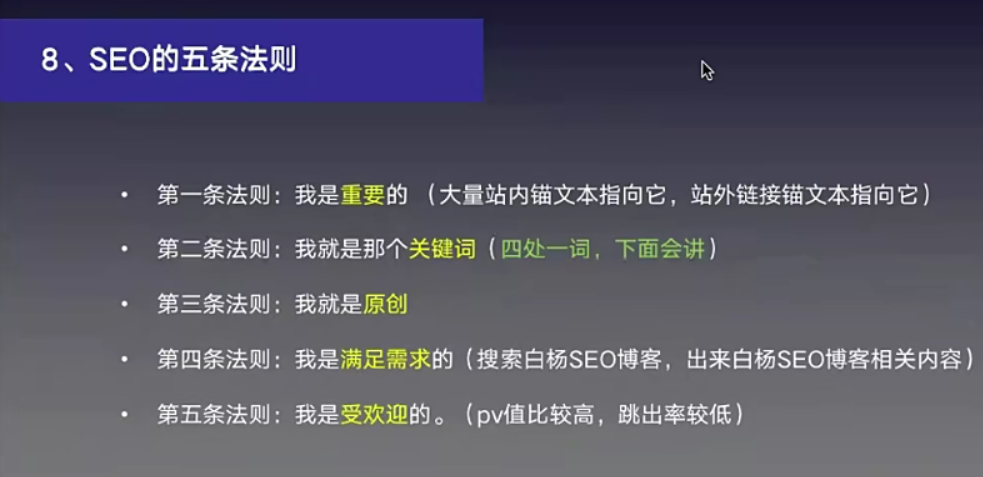 8、SEO的五条法则
• 第一条法则：我是重要的 （大量站内锚文本指向它，站外链接锚文本指向它）
• 第二条法则：我就是那个关键词（四处一词，下面会讲）
• 第三条法则：我就是原创
• 第四条法则：我是满足需求的（搜索白杨SEO博客，出来白杨SEO博客相关内容）
• 第五条法则：我是受欢迎的。（pv值比较高，跳出率较低）